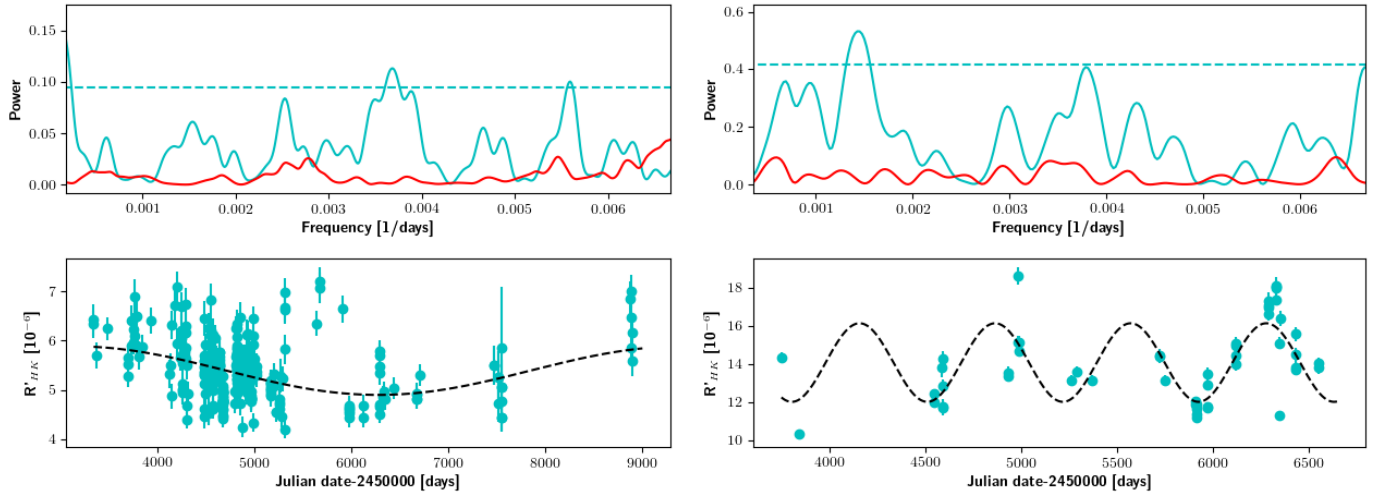 0.15
0.10
0.05
0.00
Power
0.001 0.002 0.003 0.004 0.005 0.006
Frequency [1/days]
0.6
0.4
0.2
0.0
Power
0.001 0.002 0.003 0.004 0.005 0.006
Frequency [1/days]
7
6
5
4
R'HK [10⁻⁶]
4000 5000 6000 7000 8000 9000
Julian date-2450000 [days]
18
16
14
12
10
R'HK [10⁻⁶]
4000 4500 5000 5500 6000 6500
Julian date-2450000 [days]